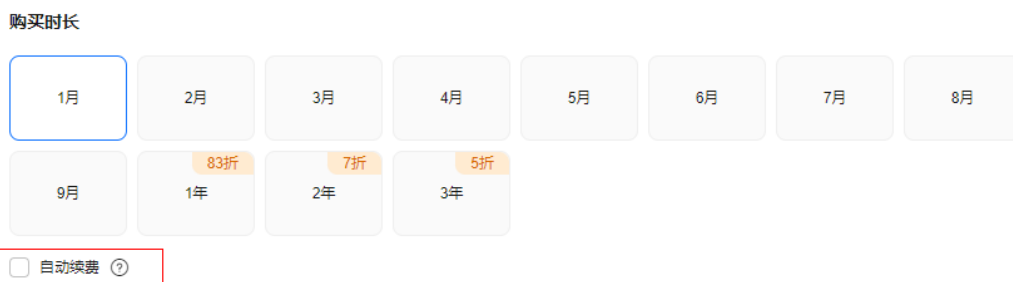 购买时长
1月 2月 3月 4月 5月 6月 7月 8月
83折 7折 5折
9月 1年 2年 3年
自动续费 ?